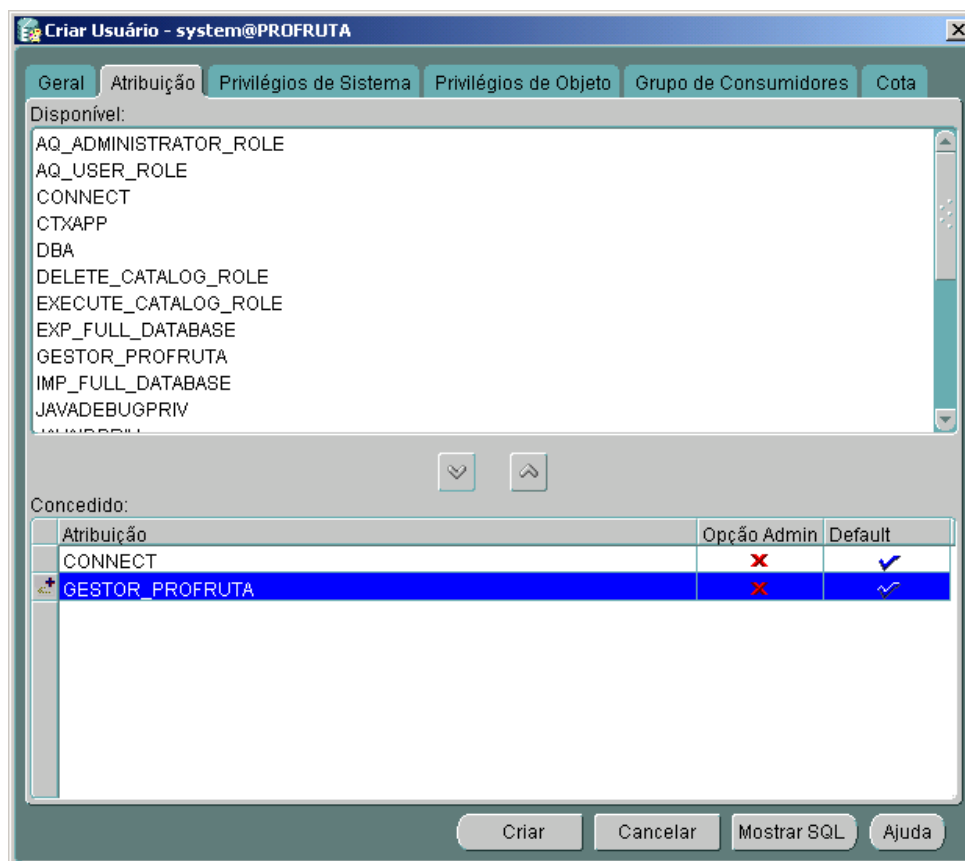 Criar Usuário - system@PROFRUTA
Geral Atribuição Privilégios de Sistema Privilégios de Objeto Grupo de Consumidores Cota
Disponível:
AQ_ADMINISTRATOR_ROLE
AQ_USER_ROLE
CONNECT
CTXAPP
DBA
DELETE_CATALOG_ROLE
EXECUTE_CATALOG_ROLE
EXP_FULL_DATABASE
GESTOR_PROFRUTA
IMP_FULL_DATABASE
JAVADEBUGPRIV
Concedido:
Atribuição Opção Admin Default
CONNECT
GESTOR_PROFRUTA
Criar Cancelar Mostrar SQL Ajuda